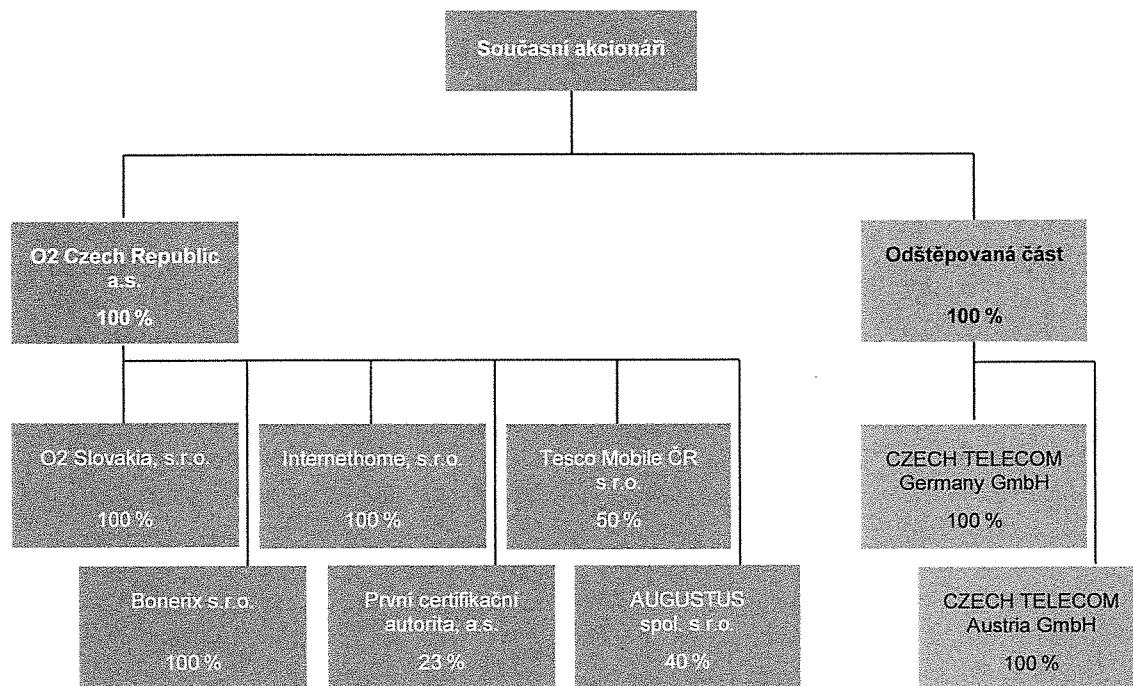 Současní akcionáři
O2 Czech Republic
a.s.
100 %
Odštěpovaná část
100 %
O2 Slovakia, s.r.o.
100 %
Internethome, s.r.o.
100 %
Tesco Mobile ČR
s.r.o.
50 %
CZECH TELECOM
Germany GmbH
100 %
Bonerix s.r.o.
100 %
První certifikační
autorita, a.s.
23 %
AUGUSTUS
spol. s r.o
40 %
CZECH TELECOM
Austria GmbH
100 %